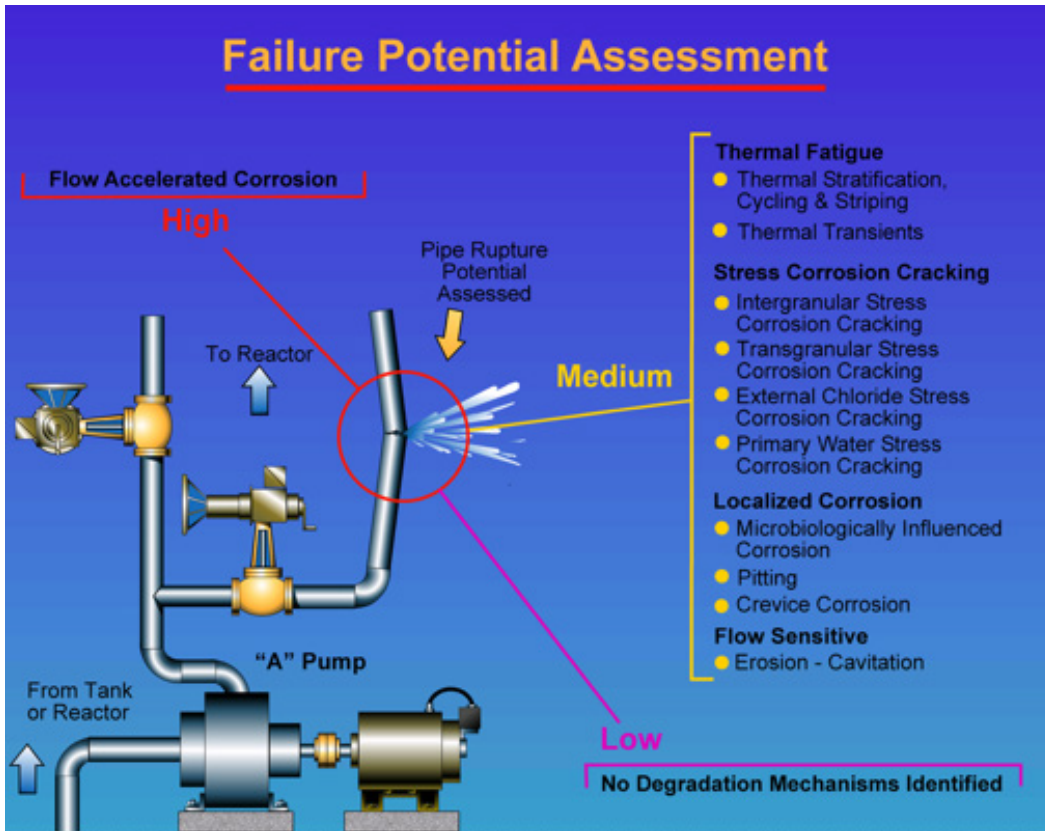 Failure Potential Assessment
Flow Accelerated Corrosion
High
Pipe Rupture
Potential
Assessed
To Reactor
Medium
Thermal Fatigue
Thermal Stratification,
Cycling & Striping
Thermal Transients
Stress Corrosion Cracking
Intergranular Stress
Corrosion Cracking
Transgranular Stress
Corrosion Cracking
External Chloride Stress
Corrosion Cracking
Primary Water Stress
Corrosion Cracking
Localized Corrosion
Microbiologically Influenced
Corrosion
Pitting
Crevice Corrosion
Flow Sensitive
Erosion - Cavitation
“A” Pump
From Tank
or Reactor
Low
No Degradation Mechanisms Identified